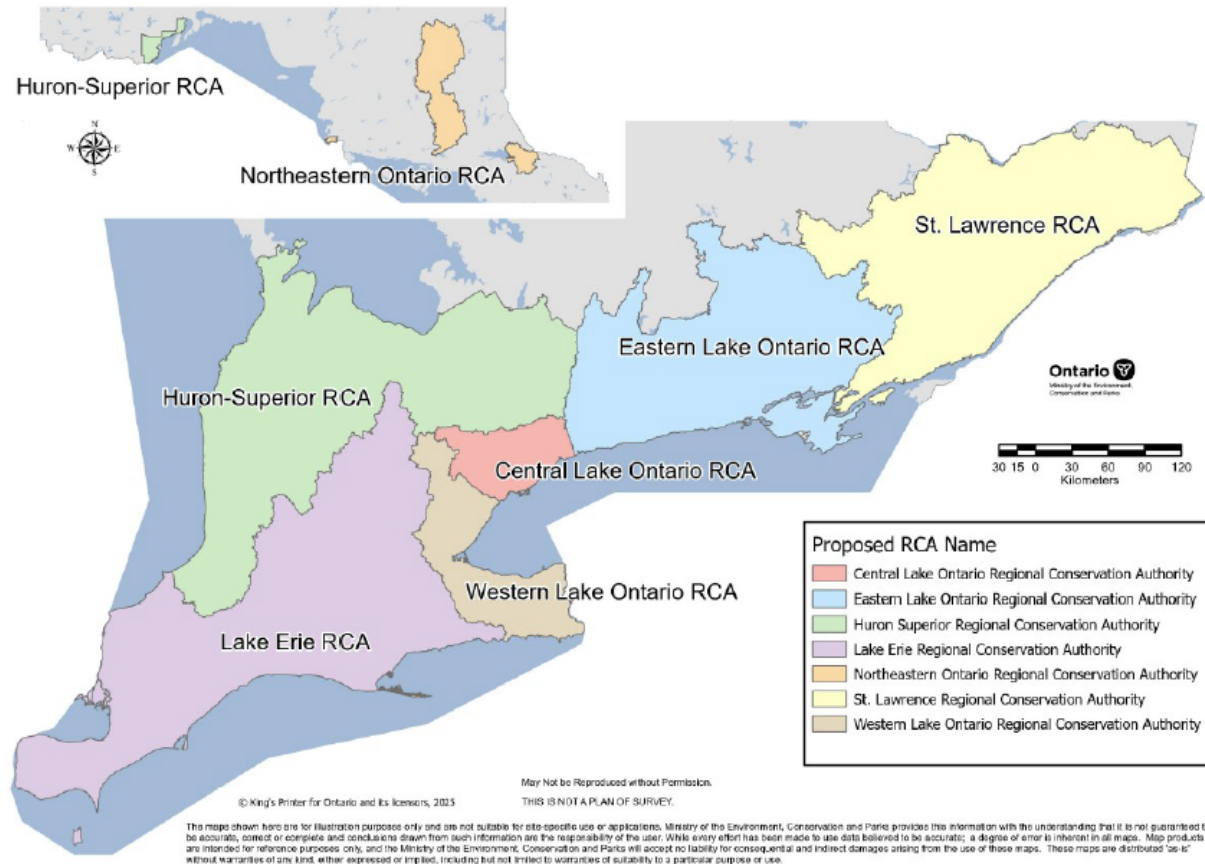 Huron-Superior RCA
N
W E
S
Northeastern Ontario RCA
St. Lawrence RCA
Eastern Lake Ontario RCA
Huron-Superior RCA
Central Lake Ontario RCA
Western Lake Ontario RCA
Lake Erie RCA
Ontario
Ministry of the Environment,
Conservation and Parks
30 15 0 30 60 90 120
Kilometers
Proposed RCA Name
Central Lake Ontario Regional Conservation Authority
Eastern Lake Ontario Regional Conservation Authority
Huron Superior Regional Conservation Authority
Lake Erie Regional Conservation Authority
Northeastern Ontario Regional Conservation Authority
St. Lawrence Regional Conservation Authority
Western Lake Ontario Regional Conservation Authority
May Not be Reproduced without Permission.
© King's Printer for Ontario and its licensors, 2025
THIS IS NOT A PLAN OF SURVEY.
The maps shown here are for illustration purposes only and are not suitable for site-specific use or applications. Ministry of the Environment, Conservation and Parks provides this information with the understanding that it is not guaranteed t
be accurate, correct or complete and conclusions drawn from such information are the responsibility of the user. While every effort has been made to use data believed to be accurate; a degree of error is inherent in all maps. Map products
are intended for reference purposes only, and the Ministry of the Environment, Conservation and Parks will accept no liability for consequential and indirect damages arising from the use of these maps. These maps are distributed 'as-is'
without warranties of any kind, either expressed or implied, including but not limited to warranties of suitability to a particular purpose or use.